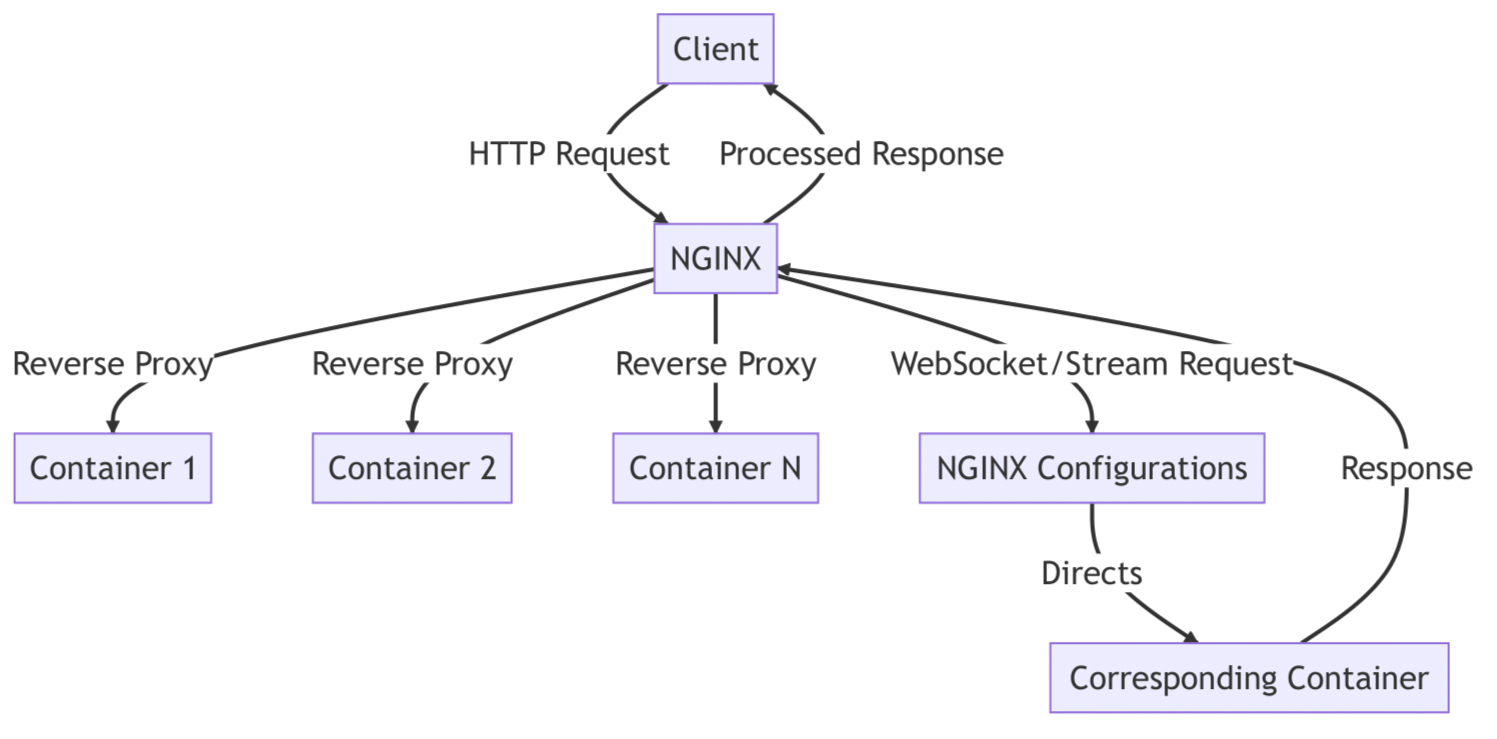 Client
HTTP Request
Processed Response
NGINX
Reverse Proxy
Reverse Proxy
Reverse Proxy
WebSocket/Stream Request
Container 1
Container 2
Container N
NGINX Configurations
Response
Directs
Corresponding Container